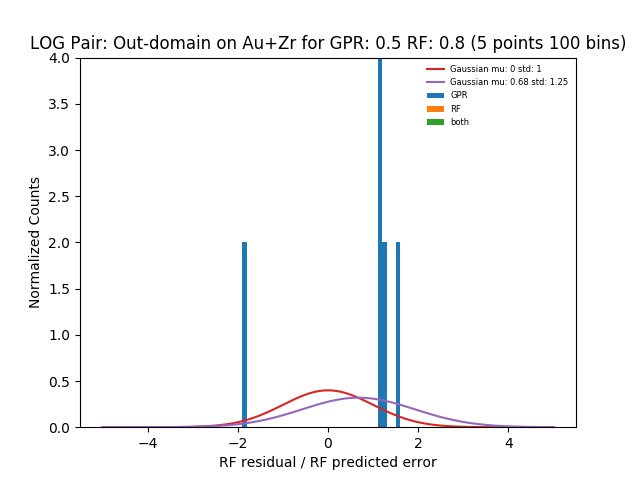 LOG Pair: Out-domain on Au+Zr for GPR: 0.5 RF: 0.8 (5 points 100 bins)
Gaussian mu: 0 std: 1
Gaussian mu: 0.68 std: 1.25
GPR
RF
both
Normalized Counts
4.0
3.5
3.0
2.5
2.0
1.5
1.0
0.5
0.0
−4 −2 0 2 4
RF residual / RF predicted error